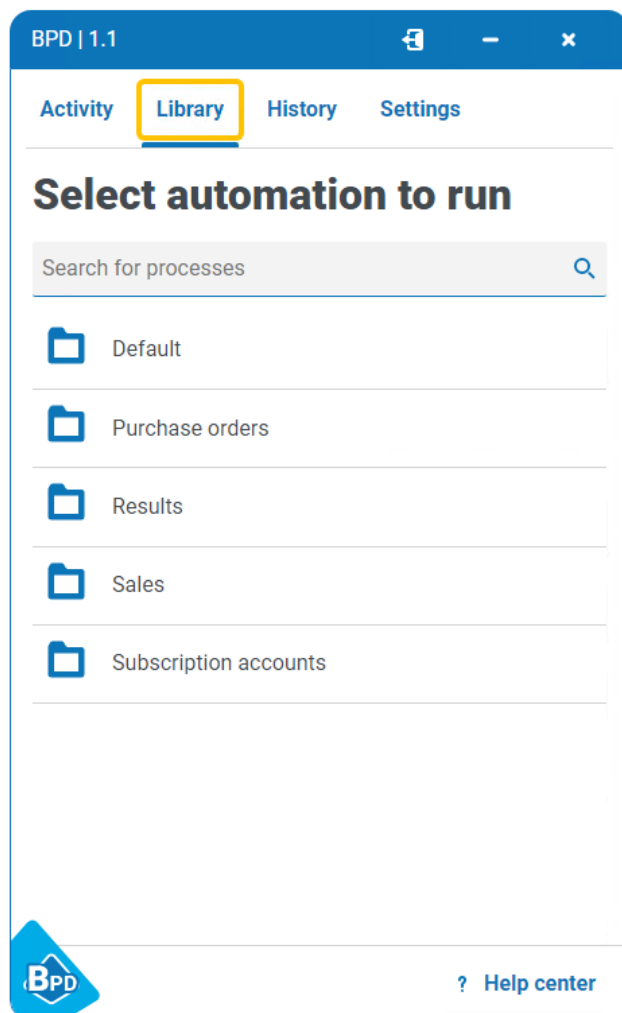 BPD | 1.1
Activity Library History Settings
Select automation to run
Search for processes
Default
Purchase orders
Results
Sales
Subscription accounts
BPD
? Help center